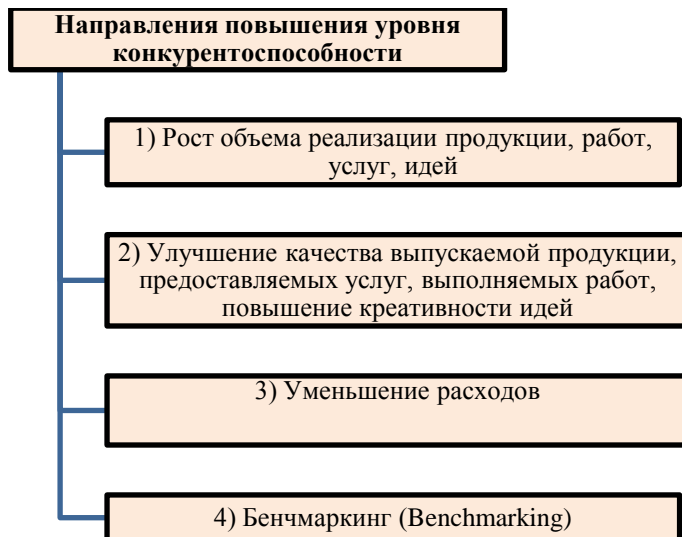 Направления повышения уровня
конкурентоспособности
1) Рост объема реализации продукции, работ,
услуг, идей
2) Улучшение качества выпускаемой продукции,
предоставляемых услуг, выполняемых работ,
повышение креативности идей
3) Уменьшение расходов
4) Бенчмаркинг (Benchmarking)